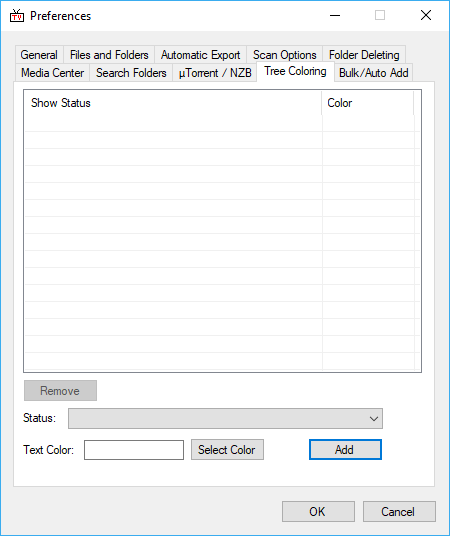 TV Preferences
General Files and Folders Automatic Export Scan Options Folder Deleting
Media Center Search Folders µTorrent / NZB Tree Coloring Bulk/Auto Add
Show Status Color
Remove
Status:
Text Color: Select Color Add
OK Cancel